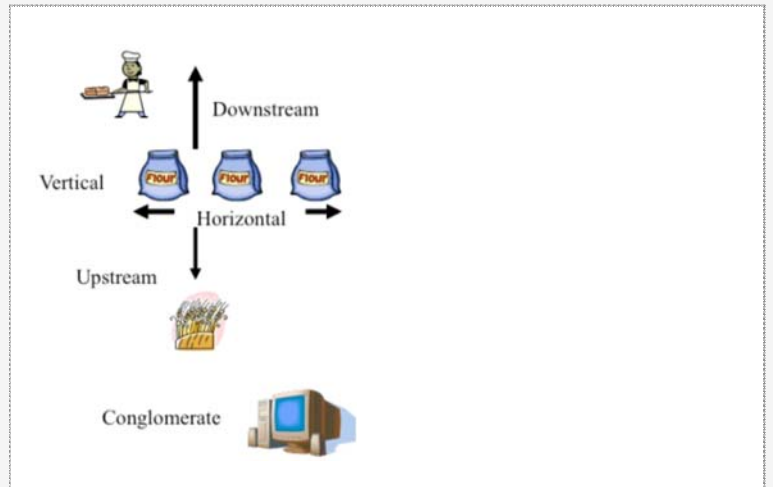 Downstream
Vertical
FLOUR FLOUR FLOUR
Horizontal
Upstream
Conglomerate